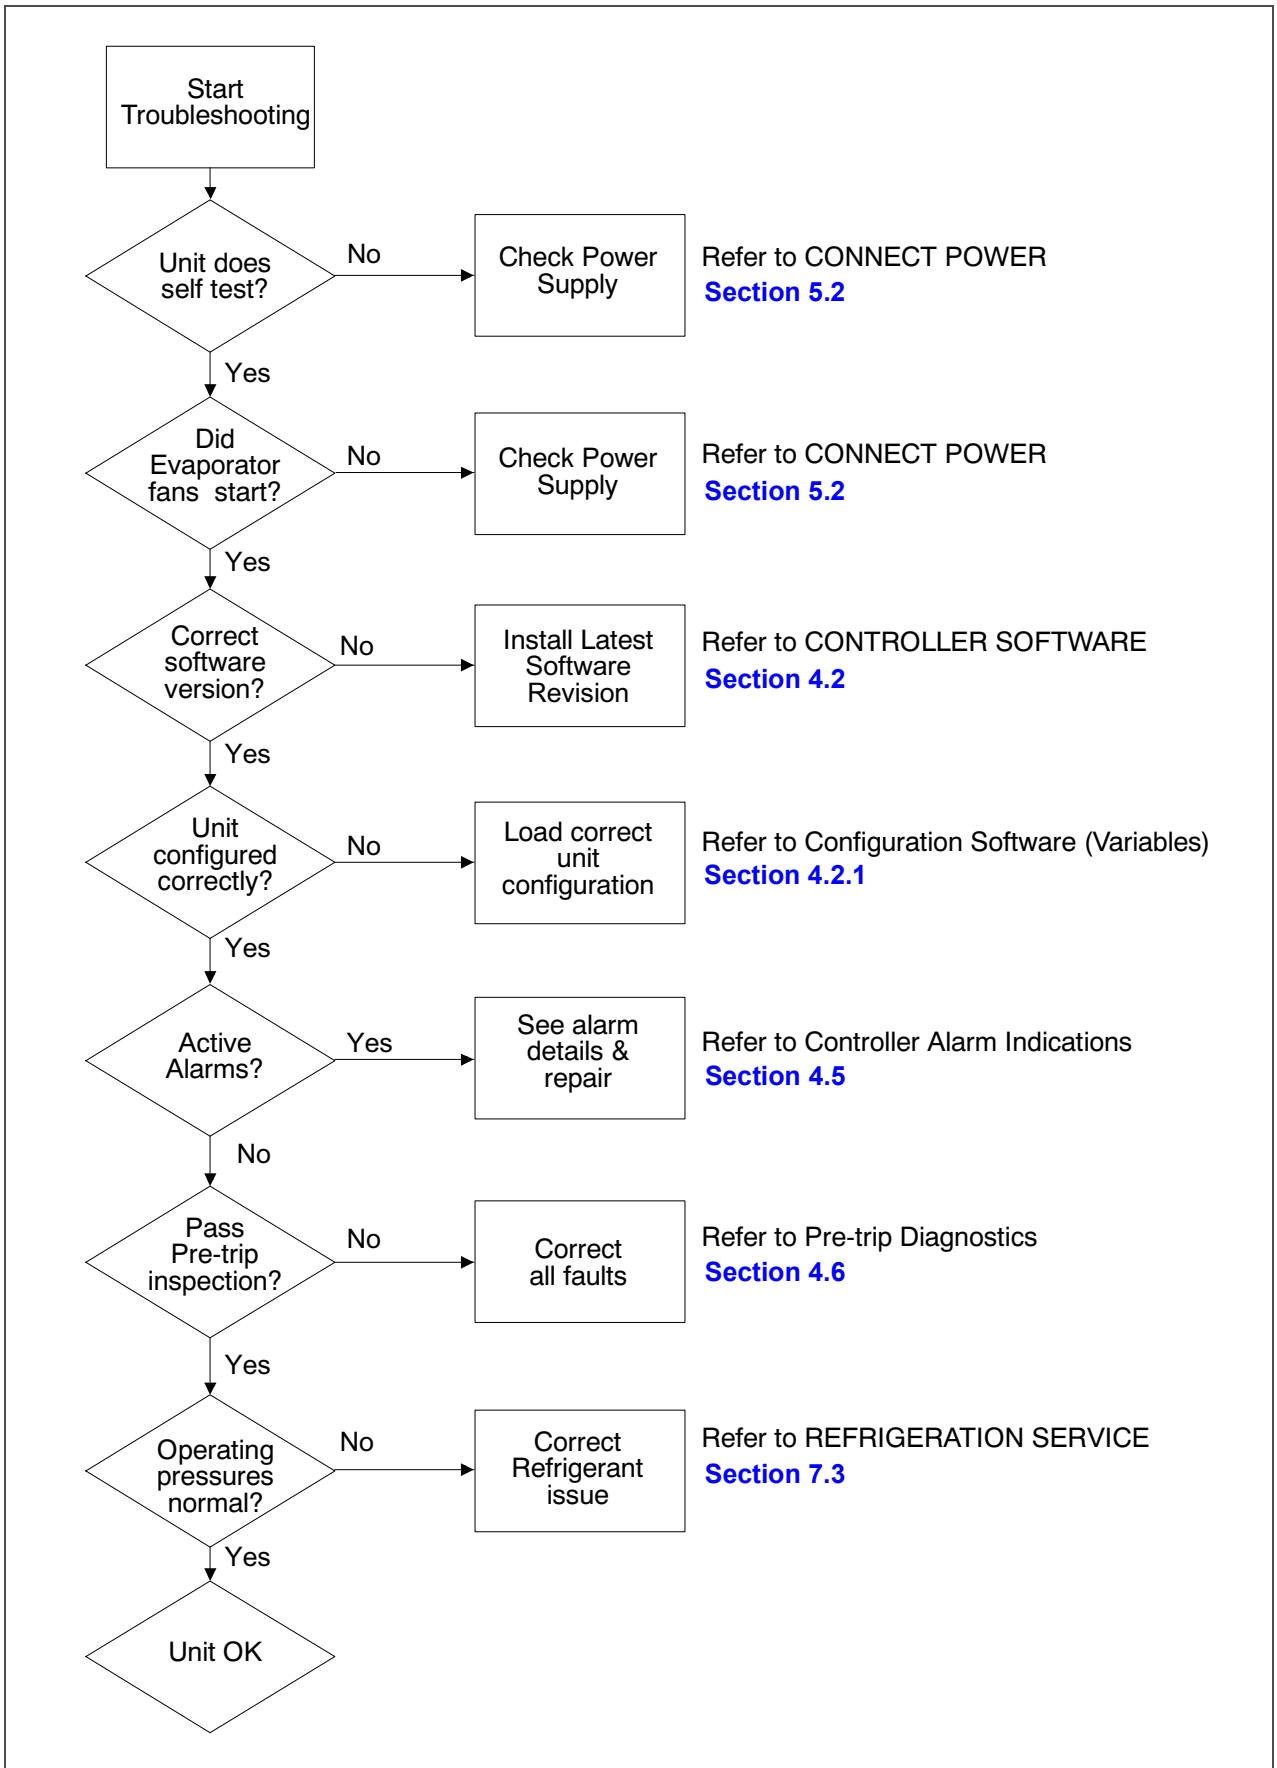 Start
Troubleshooting
Unit does
self test?
No
Check Power
Supply
Refer to CONNECT POWER
Section 5.2
Yes
Did
Evaporator
fans start?
No
Check Power
Supply
Refer to CONNECT POWER
Section 5.2
Yes
Correct
software
version?
No
Install Latest
Software
Revision
Refer to CONTROLLER SOFTWARE
Section 4.2
Yes
Unit
configured
correctly?
No
Load correct
unit
configuration
Refer to Configuration Software (Variables)
Section 4.2.1
Yes
Active
Alarms?
Yes
See alarm
details &
repair
Refer to Controller Alarm Indications
Section 4.5
No
Pass
Pre-trip
inspection?
No
Correct
all faults
Refer to Pre-trip Diagnostics
Section 4.6
Yes
Operating
pressures
normal?
No
Correct
Refrigerant
issue
Refer to REFRIGERATION SERVICE
Section 7.3
Yes
Unit OK